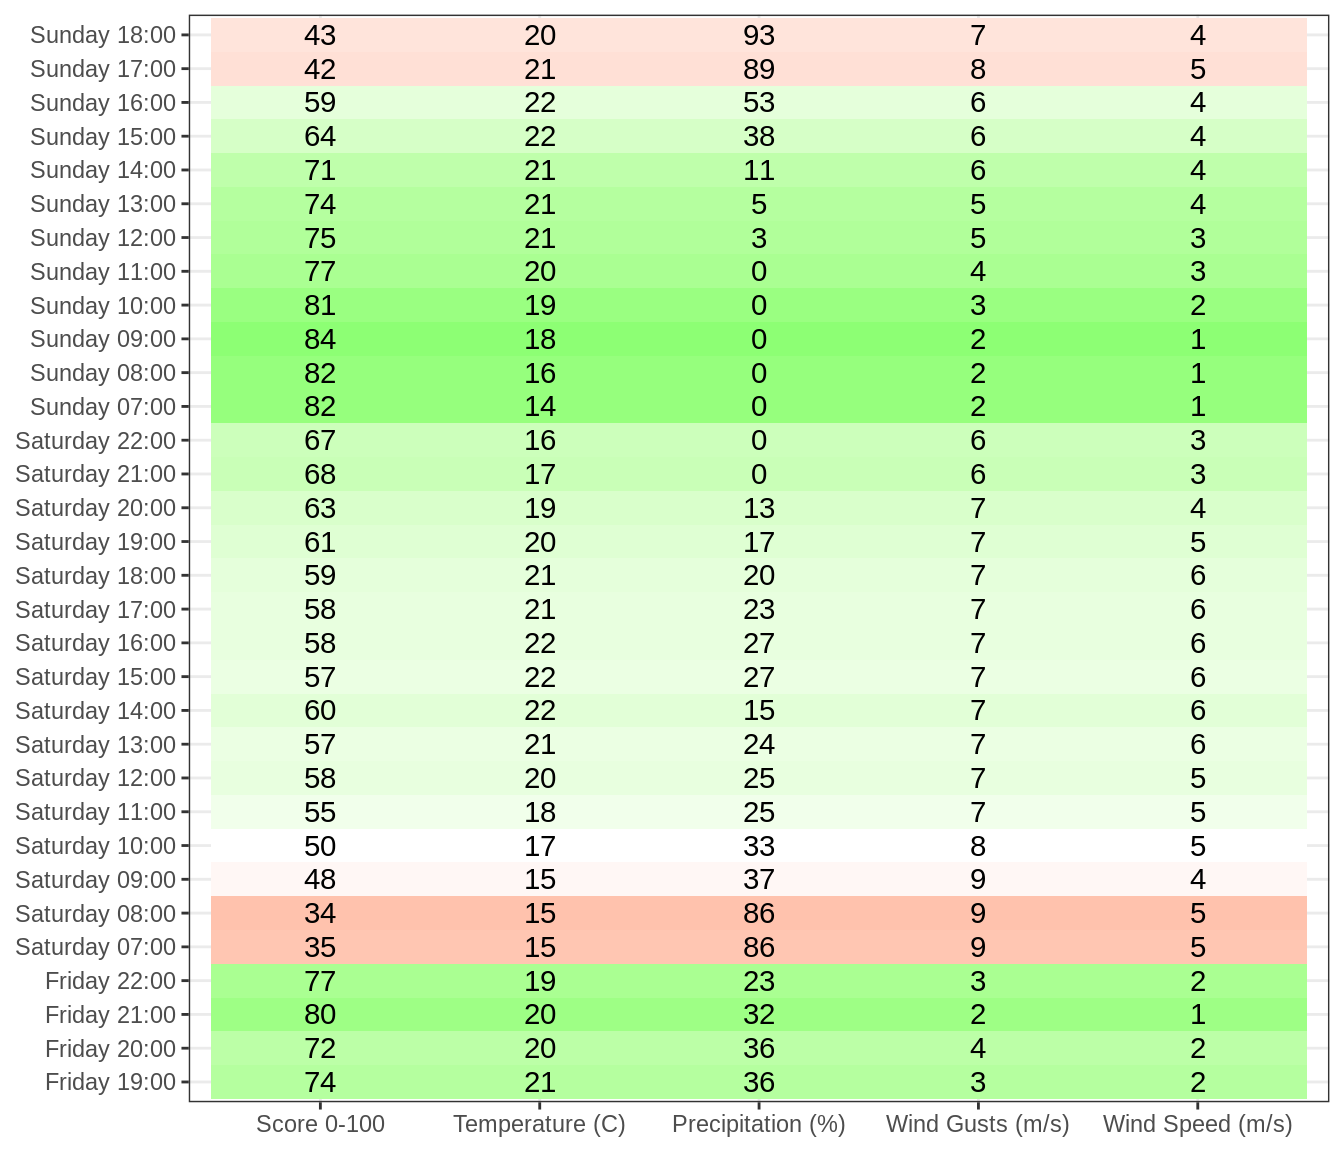 Sunday 18:00 43 20 93 7 4
Sunday 17:00 42 21 89 8 5
Sunday 16:00 59 22 53 6 4
Sunday 15:00 64 22 38 6 4
Sunday 14:00 71 21 11 6 4
Sunday 13:00 74 21 5 5 4
Sunday 12:00 75 21 3 5 3
Sunday 11:00 77 20 0 4 3
Sunday 10:00 81 19 0 3 2
Sunday 09:00 84 18 0 2 1
Sunday 08:00 82 16 0 2 1
Sunday 07:00 82 14 0 2 1
Saturday 22:00 67 16 0 6 3
Saturday 21:00 68 17 0 6 3
Saturday 20:00 63 19 13 7 4
Saturday 19:00 61 20 17 7 5
Saturday 18:00 59 21 20 7 6
Saturday 17:00 58 21 23 7 6
Saturday 16:00 58 22 27 7 6
Saturday 15:00 57 22 27 7 6
Saturday 14:00 60 22 15 7 6
Saturday 13:00 57 21 24 7 6
Saturday 12:00 58 20 25 7 5
Saturday 11:00 55 18 25 7 5
Saturday 10:00 50 17 33 8 5
Saturday 09:00 48 15 37 9 4
Saturday 08:00 34 15 86 9 5
Saturday 07:00 35 15 86 9 5
Friday 22:00 77 19 23 3 2
Friday 21:00 80 20 32 2 1
Friday 20:00 72 20 36 4 2
Friday 19:00 74 21 36 3 2
Score 0-100 Temperature (C) Precipitation (%) Wind Gusts (m/s) Wind Speed (m/s)